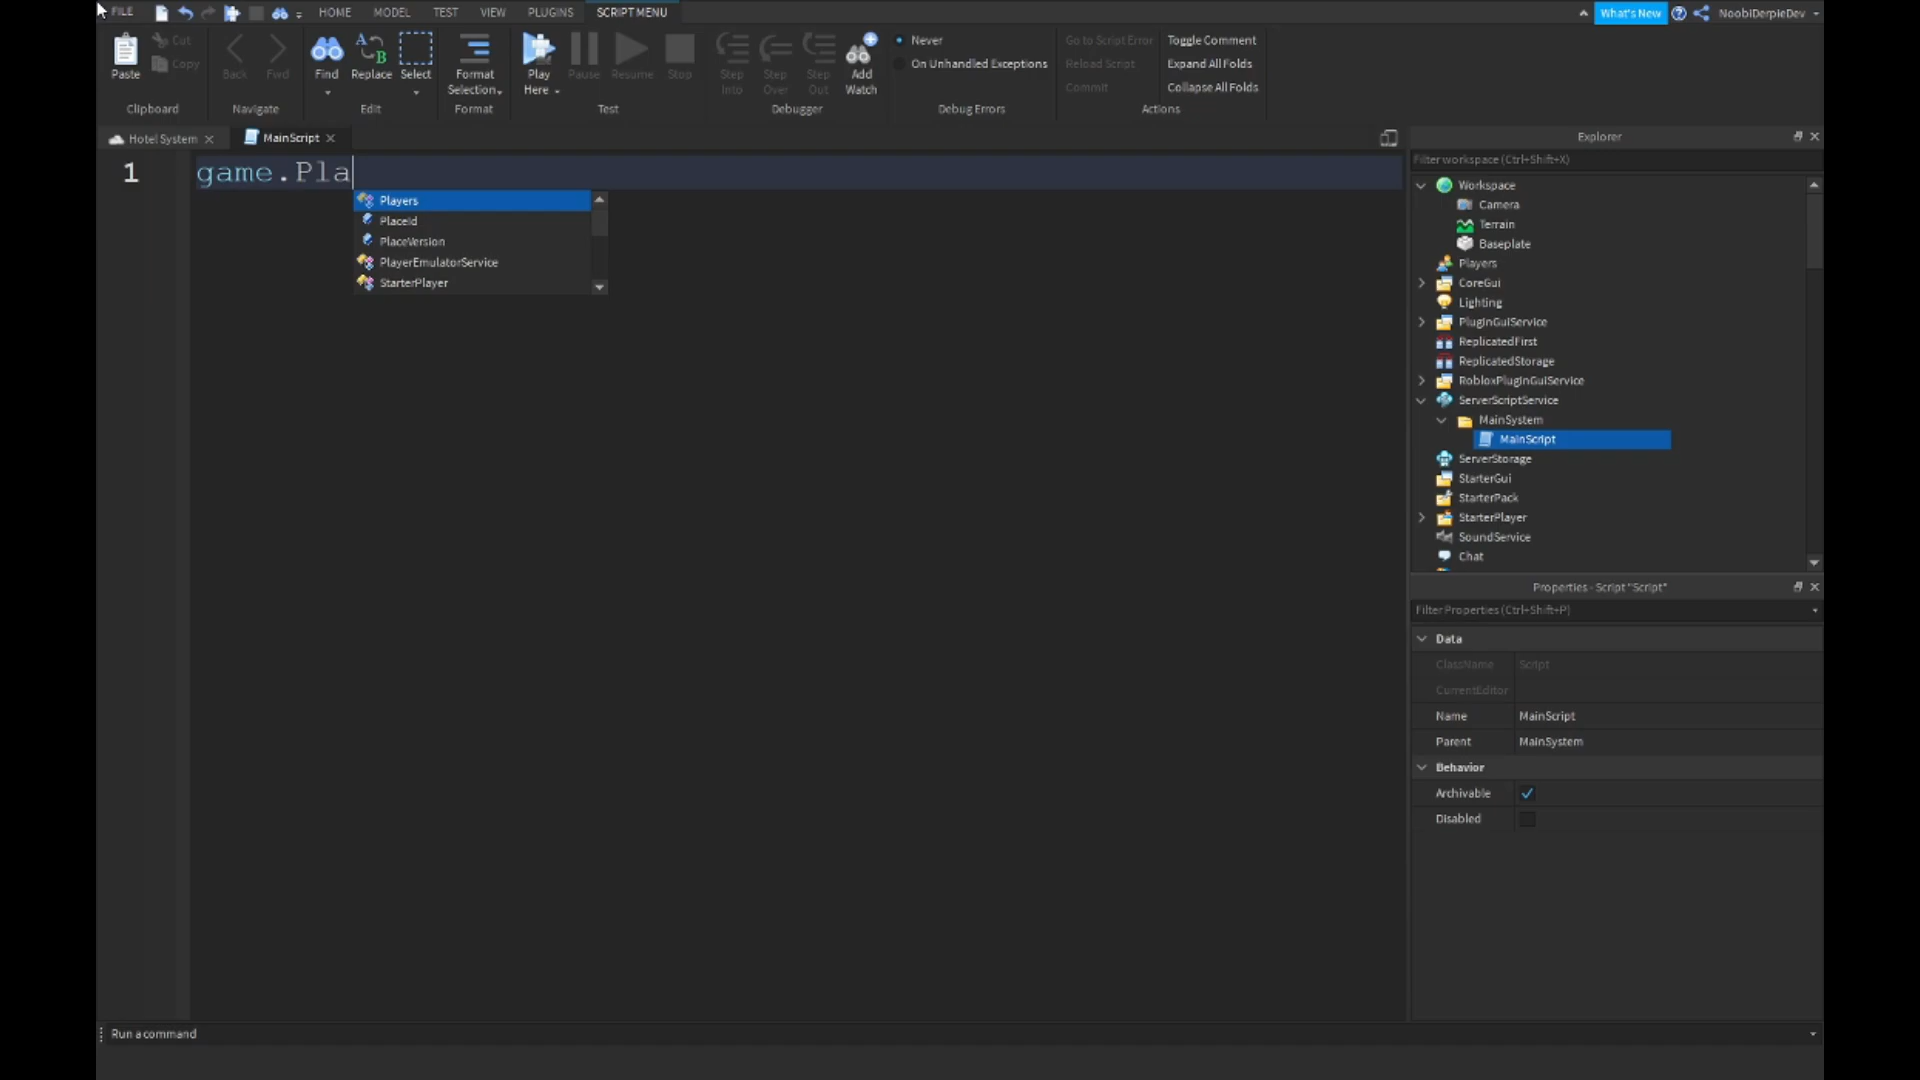 FILE HOME MODEL TEST VIEW PLUGINS SCRIPT MENU What's New NoobiDerpieDev
Paste Cut Copy Clipboard
Back Fwd Navigate
Find Replace Select Edit
Format Selection Format
Play Here Pause Resume Stop Test
Step Into Step Over Step Out Add Watch Debugger
Never
On Unhandled Exceptions
Debug Errors
Go to Script Error Toggle Comment
Reload Script Expand All Folds
Commit Collapse All Folds
Actions
Hotel System MainScript
1 game.Pla
Players
PlaceId
PlaceVersion
PlayerEmulatorService
StarterPlayer
Explorer
Filter workspace (Ctrl+Shift+X)
Workspace
Camera
Terrain
Baseplate
Players
CoreGui
Lighting
PluginGuiService
ReplicatedFirst
ReplicatedStorage
RobloxPluginGuiService
ServerScriptService
MainSystem
MainScript
ServerStorage
StarterGui
StarterPack
StarterPlayer
SoundService
Chat
Properties - Script "Script"
Filter Properties (Ctrl+Shift+P)
Data
ClassName Script
CurrentEditor
Name MainScript
Parent MainSystem
Behavior
Archivable
Disabled
Run a command